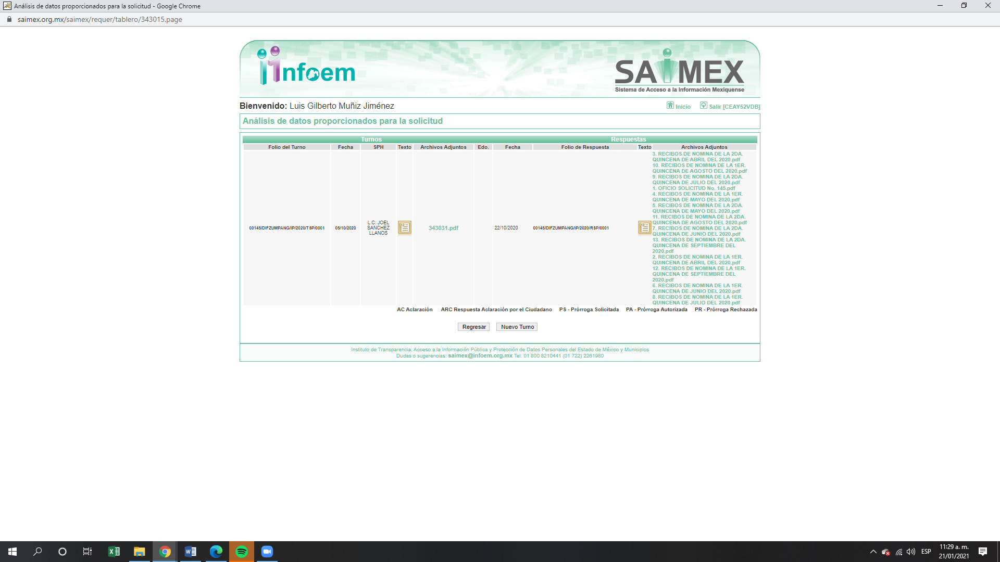 Análisis de datos proporcionados para la solicitud - Google Chrome
saimex.org.mx/saimex/requer/tablero/343015.page
infoem
SAIMEX
Sistema de Acceso a la Información Mexiquense
Bienvenido: Luis Gilberto Muñiz Jiménez
Inicio Salir [CEAY52VDB]
Análisis de datos proporcionados para la solicitud
Turnos Respuestas
Folio del Turno Fecha SPH Texto Archivos Adjuntos Edo. Fecha Folio de Respuesta Texto Archivos Adjuntos
00145/DIFZUMPANG/IP/2020/TSP/0001
05/10/2020
L.C. JOEL
SANCHEZ
LLANOS
343031.pdf
22/10/2020
00145/DIFZUMPANG/IP/2020/RSP/0001
3. RECIBOS DE NOMINA DE LA 2DA.
QUINCENA DE ABRIL DEL 2020.pdf
10. RECIBOS DE NOMINA DE LA 1ER.
QUINCENA DE AGOSTO DEL 2020.pdf
9. RECIBOS DE NOMINA DE LA 2DA.
QUINCENA DE JULIO DEL 2020.pdf
1. OFICIO SOLICITUD No. 145.pdf
4. RECIBOS DE NOMINA DE LA 1ER.
QUINCENA DE MAYO DEL 2020.pdf
5. RECIBOS DE NOMINA DE LA 2DA.
QUINCENA DE MAYO DEL 2020.pdf
11. RECIBOS DE NOMINA DE LA 2DA.
QUINCENA DE AGOSTO DEL 2020.pdf
7. RECIBOS DE NOMINA DE LA 2DA.
QUINCENA DE JUNIO DEL 2020.pdf
13. RECIBOS DE NOMINA DE LA 2DA.
QUINCENA DE SEPTIEMBRE DEL
2020.pdf
2. RECIBOS DE NOMINA DE LA 1ER.
QUINCENA DE ABRIL DEL 2020.pdf
12. RECIBOS DE NOMINA DE LA 1ER.
QUINCENA DE SEPTIEMBRE DEL
2020.pdf
6. RECIBOS DE NOMINA DE LA 1ER.
QUINCENA DE JUNIO DEL 2020.pdf
8. RECIBOS DE NOMINA DE LA 1ER.
QUINCENA DE JULIO DEL 2020.pdf
AC Aclaración ARC Respuesta Aclaración por el Ciudadano PS - Prórroga Solicitada PA - Prórroga Autorizada PR - Prórroga Rechazada
Regresar Nuevo Turno
Instituto de Transparencia, Acceso a la Información Pública y Protección de Datos Personales del Estado de México y Municipios
Dudas o sugerencias: saimex@infoem.org.mx Tel. 01 800 8210441 (01 722) 2261980
ESP
11:29 a. m.
21/01/2021